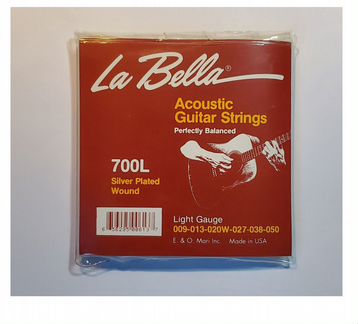 La Bella®
Acoustic
Guitar Strings
Perfectly Balanced
700L
Silver Plated
Wound
Light Gauge
009-013-020W-027-038-050
E. & O. Mari Inc. Made in USA